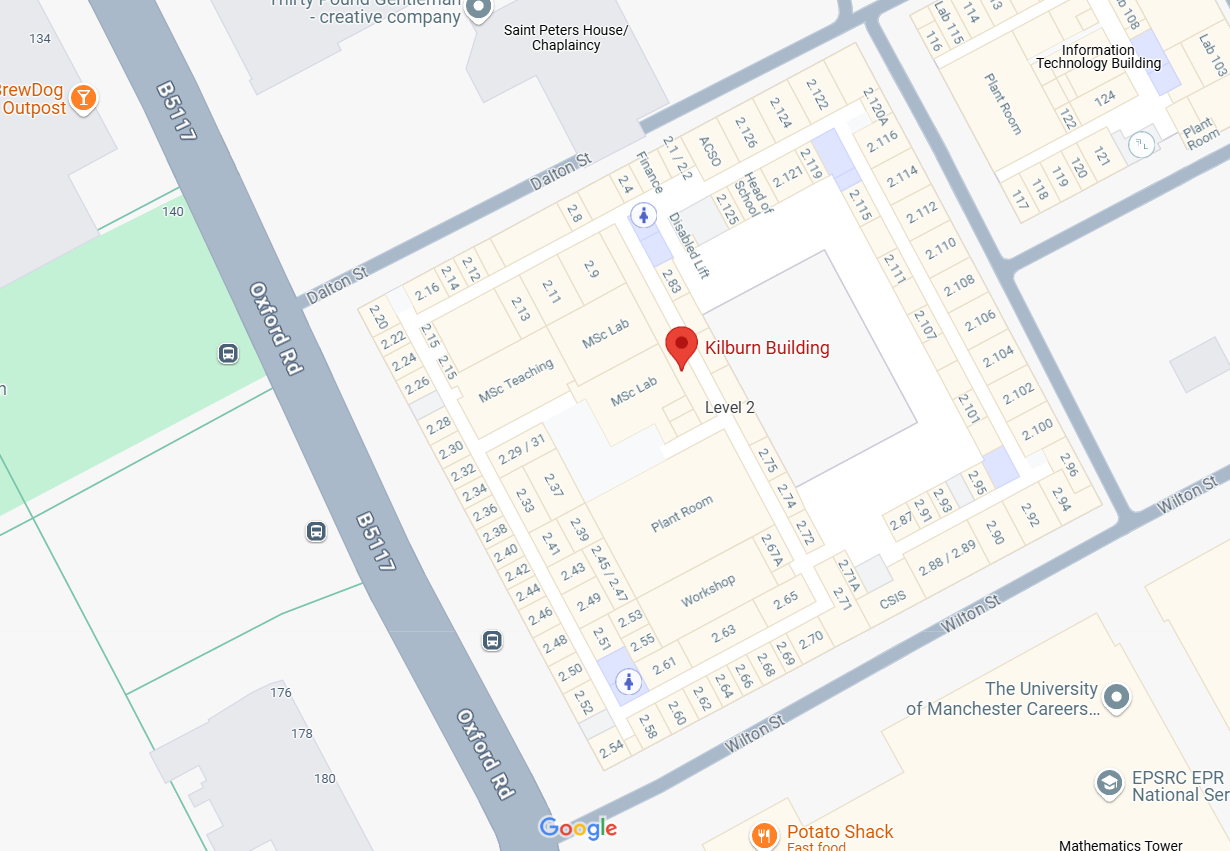 Thirty Pound Gentleman
- creative company
Saint Peters House/
Chaplaincy
134
BrewDog
Outpost
B5117
140
Dalton St
Dalton St
Oxford Rd
B5117
Oxford Rd
176
178
180
Lab 115
114
13
116
Lab 108
Information
Technology Building
Lab 103
Plant Room
124
122
Plant
Room
121
120
119
118
117
2.122
2.120A
2.124
2.126
ACSO
2.1 / 2.2
Finance
2.4
2.8
2.116
2.119
2.121
Head of
School
2.125
Disabled Lift
2.114
2.115
2.112
2.110
2.111
2.108
2.107
2.106
2.104
2.102
2.101
2.100
2.96
2.12
2.14
2.16
2.20
2.22
2.24
2.26
2.28
2.30
2.32
2.34
2.36
2.38
2.40
2.42
2.44
2.46
2.48
2.50
2.52
2.54
2.15
2.15
2.9
2.11
2.13
MSc Lab
MSc Teaching
MSc Lab
2.83
Kilburn Building
Level 2
2.29 / 31
2.37
2.33
2.39
2.41
2.45 / 2.47
2.43
2.49
2.53
2.51
2.55
2.61
Plant Room
Workshop
2.67A
2.65
2.63
2.75
2.74
2.72
2.71A
2.71
2.70
2.69
2.68
2.66
2.64
2.62
2.60
2.58
CSIS
2.87
2.91
2.93
2.95
2.88 / 2.89
2.90
2.92
2.94
Wilton St
Wilton St
Wilton St
The University
of Manchester Careers...
EPSRC EPR
National Ser
Potato Shack
Fast food
Mathematics Tower
Google